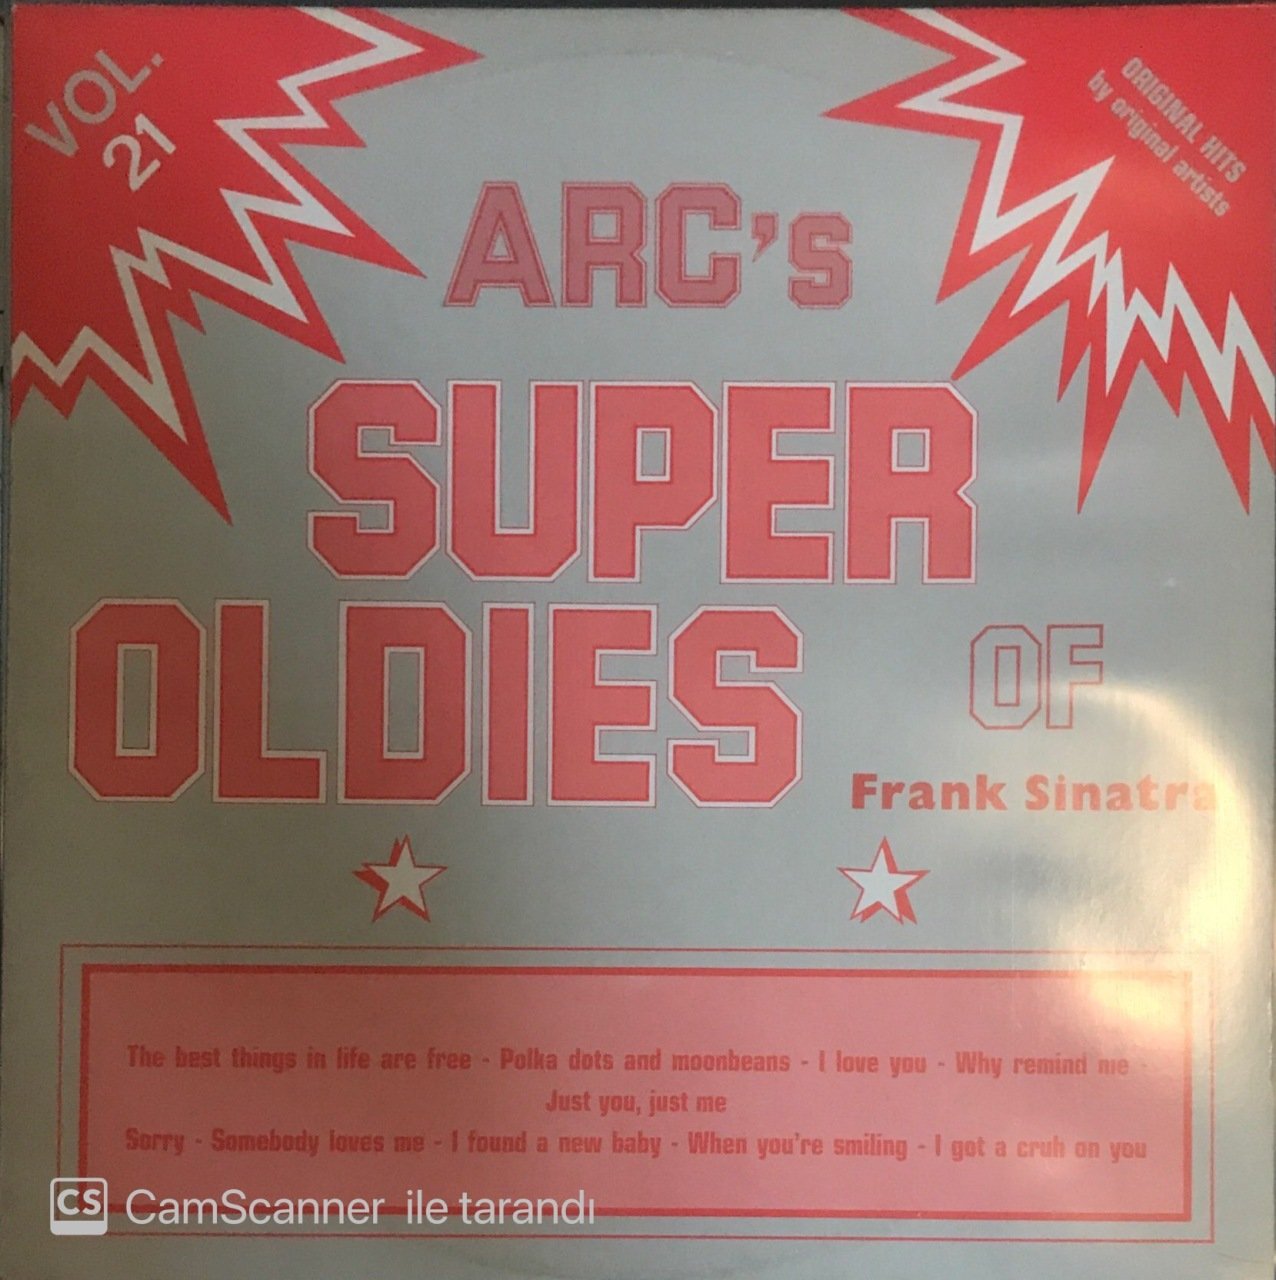 VOL.
21
ORIGINAL HITS
by original artists
ARC's
SUPER
OLDIES
OF
Frank Sinatra
The best things in life are free - Polka dots and moonbeans - I love you - Why remind me -
Just you, just me
Sorry - Somebody loves me - I found a new baby - When you're smiling - I got a cruh on you
CS CamScanner ile tarandı